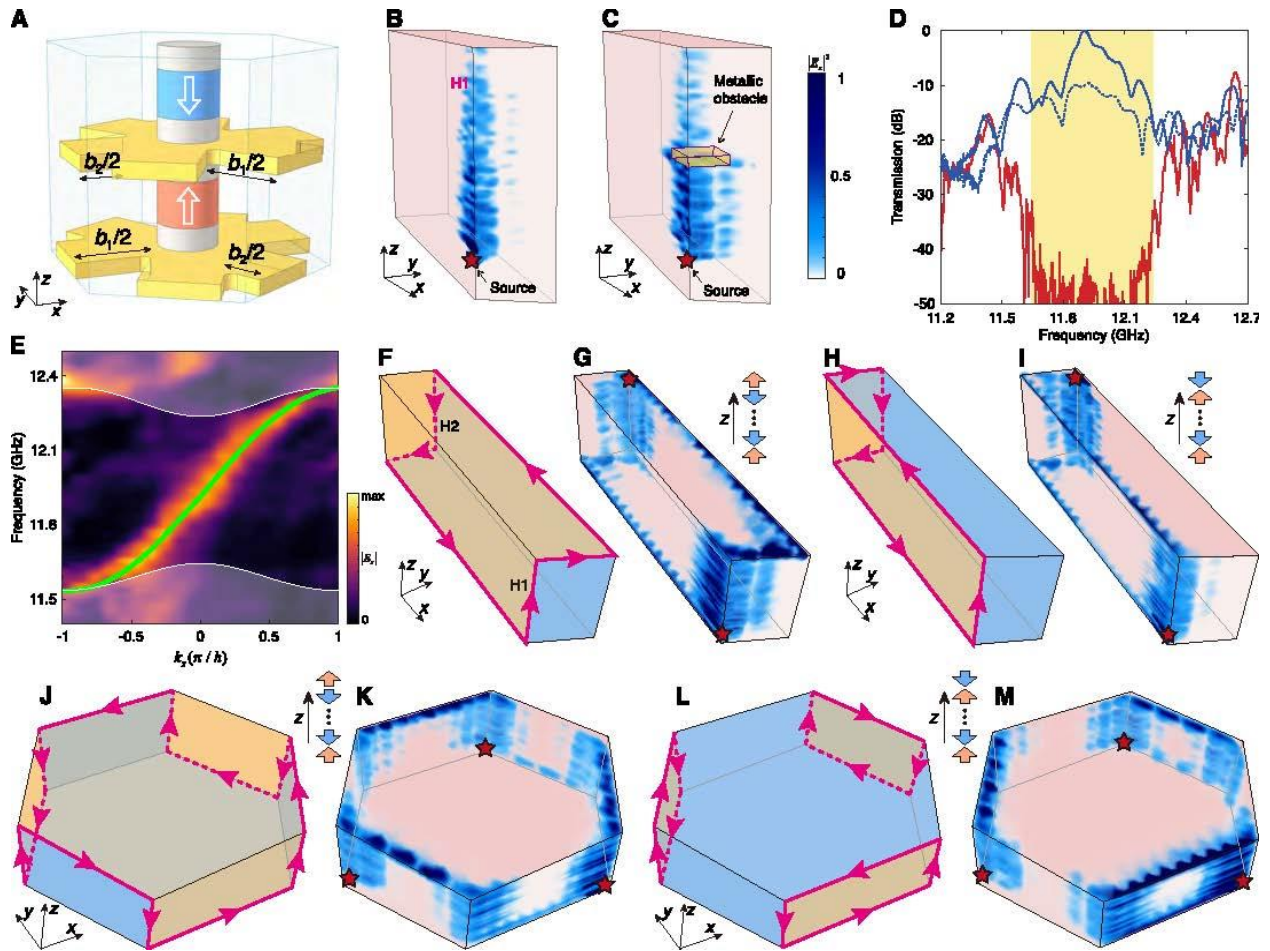 A
b₂/2
b₁/2
b₁/2
b₂/2
z
y
x
B
H1
z
y
x
Source
C
Metallic
obstacle
z
y
x
Source
|Eₓ|²
1
0.5
0
D
Transmission (dB)
0
-10
-20
-30
-40
-50
11.2
11.5
11.8
12.1
12.4
12.7
Frequency (GHz)
E
Frequency (GHz)
12.4
12.1
11.8
11.5
-1
-0.5
0
0.5
1
max
0
F
H2
H1
z
y
x
G
z
H
z
y
x
I
z
J
z
y
x
z
K
L
z
y
x
z
M